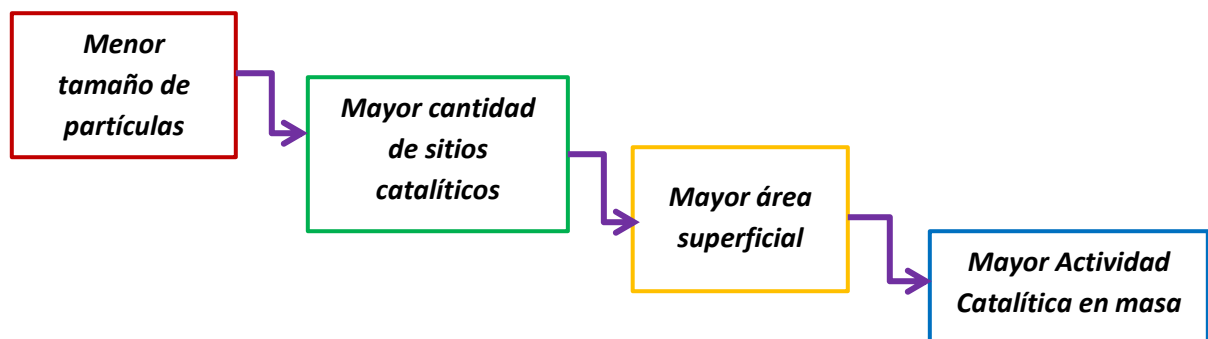 Menor
tamaño de
partículas
Mayor cantidad
de sitios
catalíticos
Mayor área
superficial
Mayor Actividad
Catalítica en masa